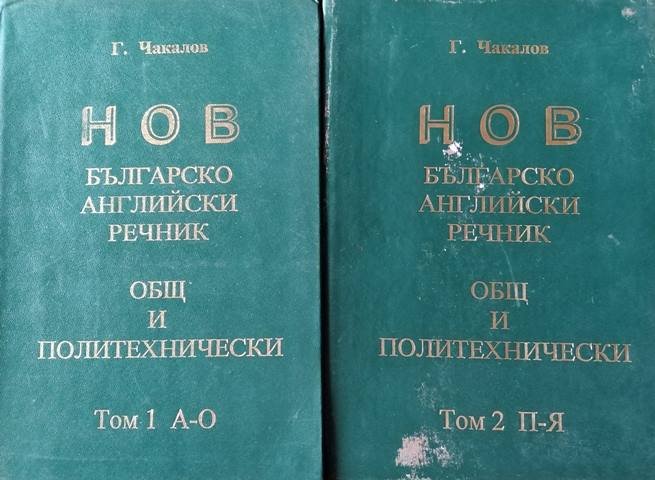 Г. Чакалов
НОВ
БЪЛГАРСКО
АНГЛИЙСКИ
РЕЧНИК
ОБЩ
И
ПОЛИТЕХНИЧЕСКИ
Том 1 А-О
Г. Чакалов
НОВ
БЪЛГАРСКО
АНГЛИЙСКИ
РЕЧНИК
ОБЩ
И
ПОЛИТЕХНИЧЕСКИ
Том 2 П-Я